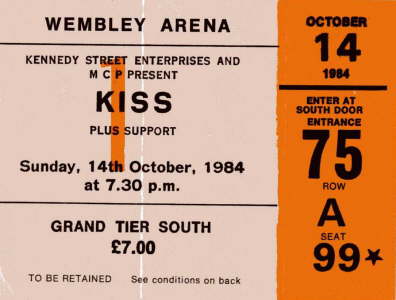 WEMBLEY ARENA
KENNEDY STREET ENTERPRISES AND
M C P PRESENT
1
KISS
PLUS SUPPORT
Sunday, 14th October, 1984
at 7.30 p.m.
GRAND TIER SOUTH
£7.00
TO BE RETAINED See conditions on back
OCTOBER
14
1984
ENTER AT
SOUTH DOOR
ENTRANCE
75
ROW
A
SEAT
99★